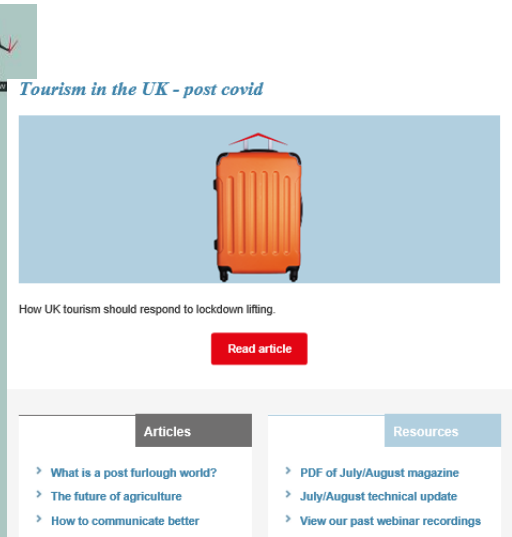 Tourism in the UK - post covid
How UK tourism should respond to lockdown lifting.
Read article
Articles
What is a post furlough world?
The future of agriculture
How to communicate better
Resources
PDF of July/August magazine
July/August technical update
View our past webinar recordings